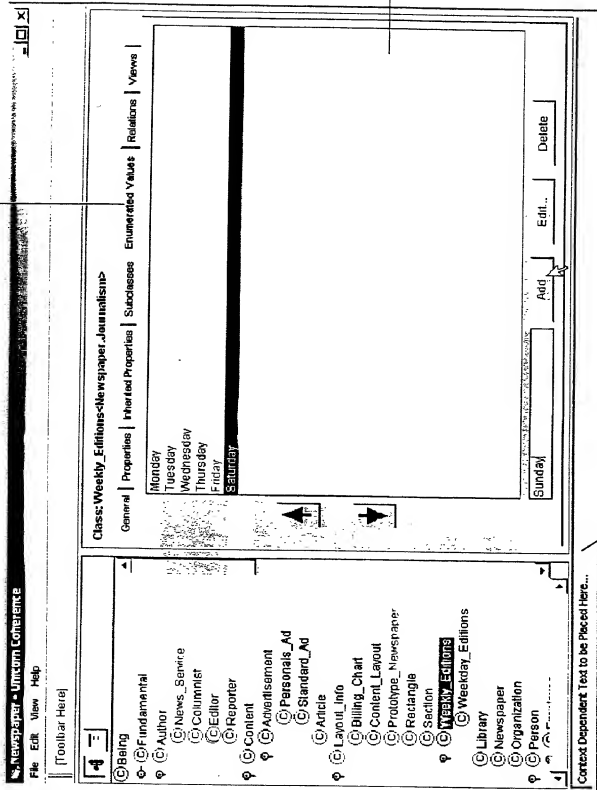 Newspaper - Unicorn Coherence
File Edit View Help
[Toolbar Here]
Being
Fundamental
Author
News_Service
Columnist
Editor
Reporter
Content
Advertisement
Personals_Ad
Standard_Ad
Article
Layout_Info
Billing_Chart
Content_Layout
Prototype_Newspaper
Rectangle
Section
Weekly_Editions
Weekday_Editions
Library
Newspaper
Organization
Person
Class: Weekly_Editions<Newspaper.Journalism>
General | Properties | Inherited Properties | Subclasses Enumerated Values | Relations | Views |
Monday
Tuesday
Wednesday
Thursday
Friday
Saturday
Sunday
Add
Edit...
Delete
Context Dependent Text to be Placed Here...